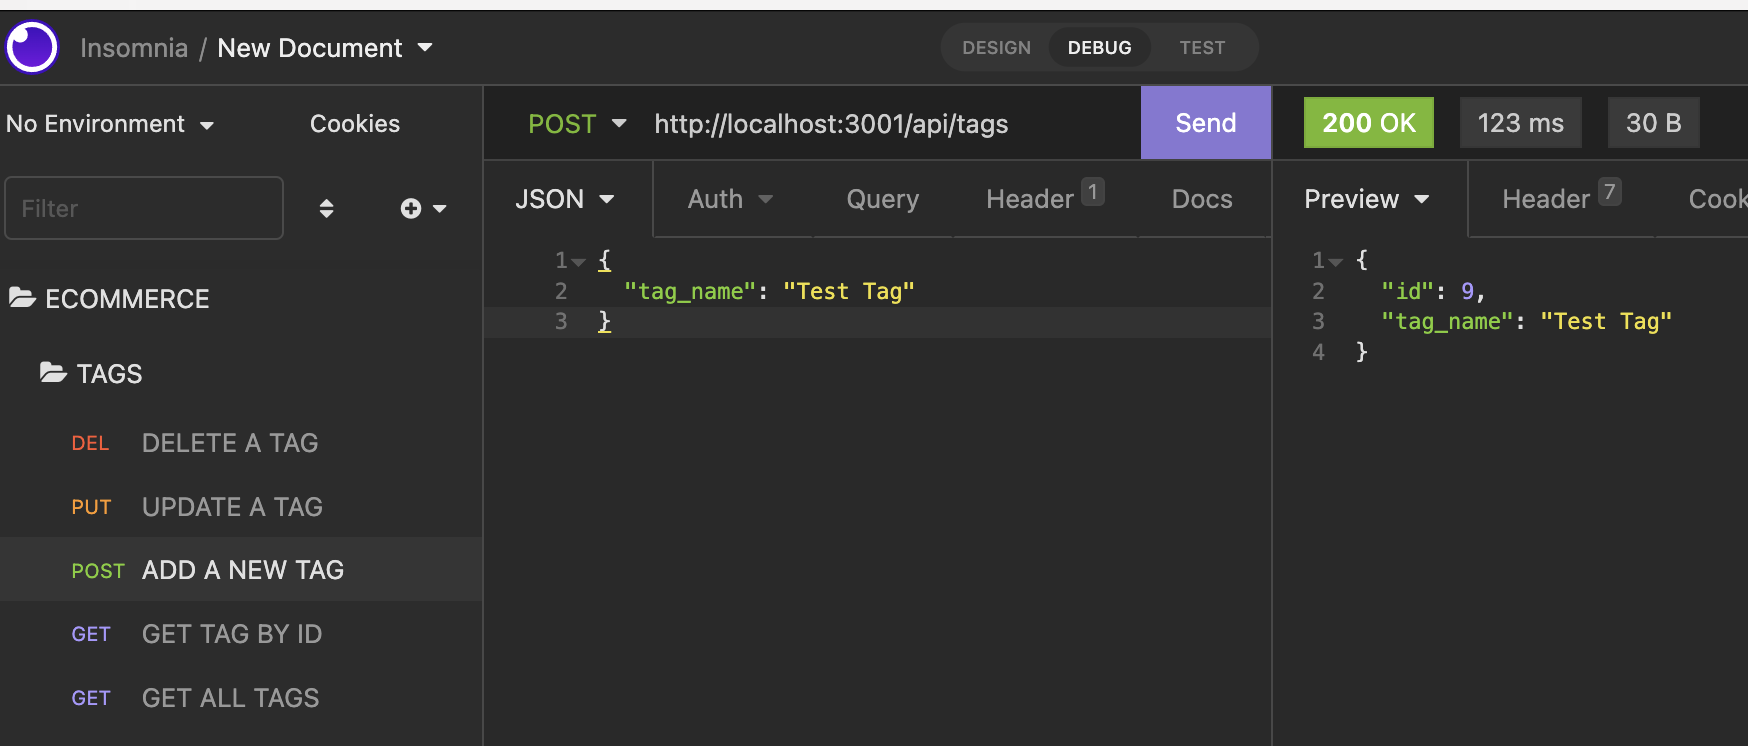 Insomnia / New Document
DESIGN DEBUG TEST
No Environment Cookies
POST http://localhost:3001/api/tags Send
200 OK 123 ms 30 B
Filter
JSON Auth Query Header 1 Docs
Preview Header 7 Cook
ECOMMERCE
TAGS
DEL DELETE A TAG
PUT UPDATE A TAG
POST ADD A NEW TAG
GET GET TAG BY ID
GET GET ALL TAGS
1 {
2 "tag_name": "Test Tag"
3 }
1 {
2 "id": 9,
3 "tag_name": "Test Tag"
4 }